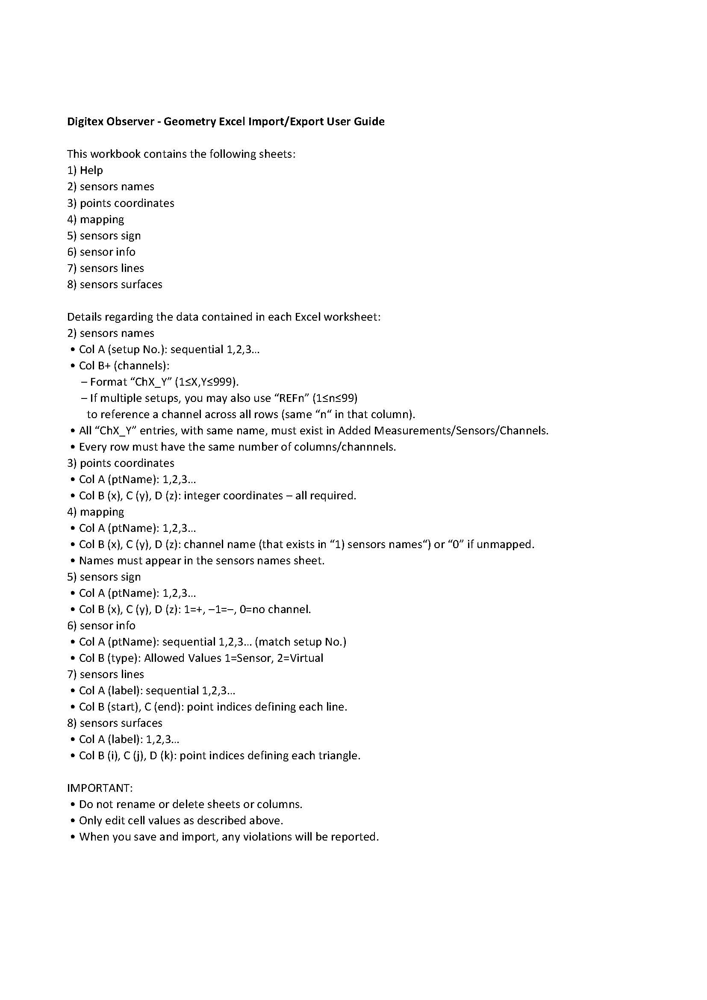 Digitex Observer - Geometry Excel Import/Export User Guide
This workbook contains the following sheets:
1) Help
2) sensors names
3) points coordinates
4) mapping
5) sensors sign
6) sensor info
7) sensors lines
8) sensors surfaces
Details regarding the data contained in each Excel worksheet:
2) sensors names
• Col A (setup No.): sequential 1,2,3…
• Col B+ (channels):
– Format “ChX_Y” (1≤X,Y≤999).
– If multiple setups, you may also use “REFn” (1≤n≤99)
to reference a channel across all rows (same “n“ in that column).
• All “ChX_Y” entries, with same name, must exist in Added Measurements/Sensors/Channels.
• Every row must have the same number of columns/channnels.
3) points coordinates
• Col A (ptName): 1,2,3…
• Col B (x), C (y), D (z): integer coordinates – all required.
4) mapping
• Col A (ptName): 1,2,3…
• Col B (x), C (y), D (z): channel name (that exists in “1) sensors names“) or “0” if unmapped.
• Names must appear in the sensors names sheet.
5) sensors sign
• Col A (ptName): 1,2,3…
• Col B (x), C (y), D (z): 1=+, –1=–, 0=no channel.
6) sensor info
• Col A (ptName): sequential 1,2,3… (match setup No.)
• Col B (type): Allowed Values 1=Sensor, 2=Virtual
7) sensors lines
• Col A (label): sequential 1,2,3…
• Col B (start), C (end): point indices defining each line.
8) sensors surfaces
• Col A (label): 1,2,3…
• Col B (i), C (j), D (k): point indices defining each triangle.
IMPORTANT:
• Do not rename or delete sheets or columns.
• Only edit cell values as described above.
• When you save and import, any violations will be reported.